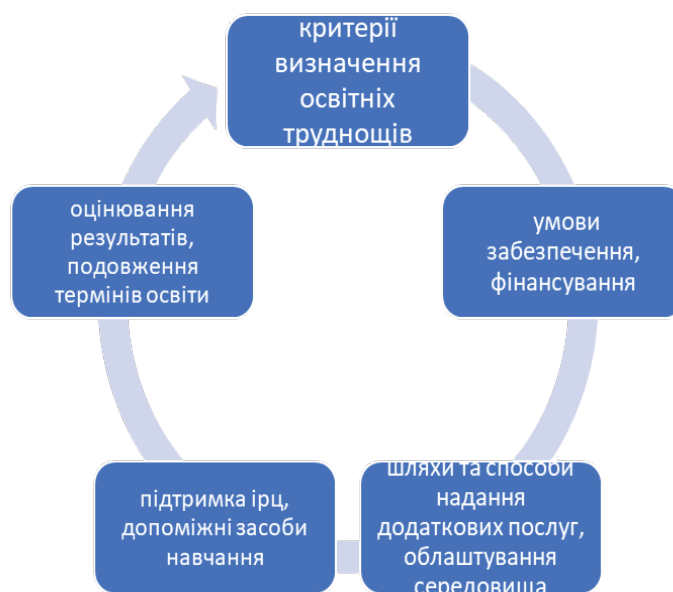 критерії
визначення
освітніх
труднощів
умови
забезпечення,
фінансування
шляхи та способи
надання
додаткових послуг,
облаштування
середовища
підтримка ірц,
допоміжні засоби
навчання
оцінювання
результатів,
подовження
термінів освіти